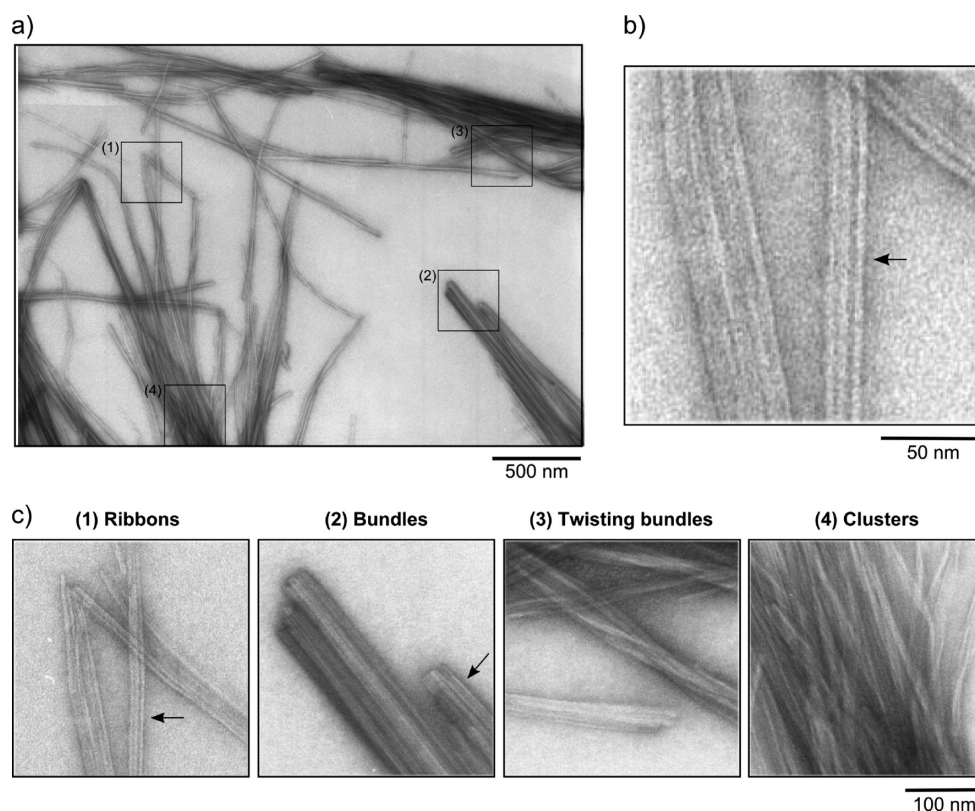 a)
b)
(1)
(3)
(2)
(4)
500 nm
50 nm
c)
(1) Ribbons
(2) Bundles
(3) Twisting bundles
(4) Clusters
100 nm